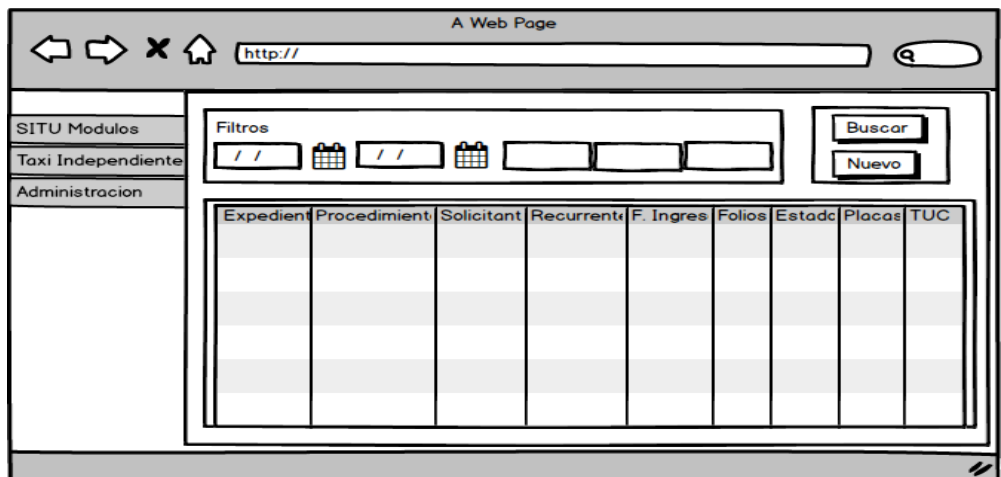 A Web Page
http://
SITU Modulos
Taxi Independiente
Administracion
Filtros
/ /
/ /
Buscar
Nuevo
Expedient Procedimient Solicitant Recurrente F. Ingres Folios Estado Placas TUC